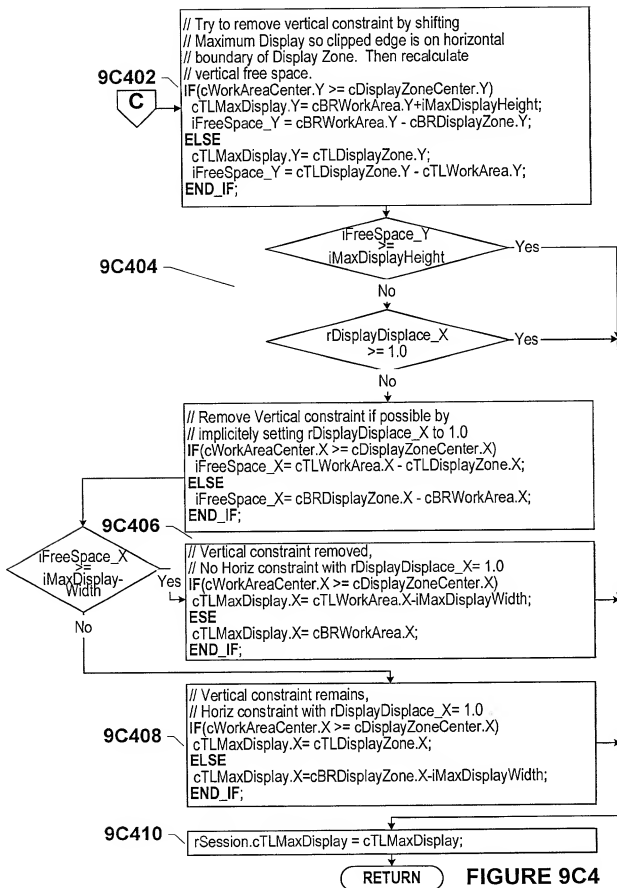 // Try to remove vertical constraint by shifting
// Maximum Display so clipped edge is on horizontal
// boundary of Display Zone. Then recalculate
// vertical free space.
9C402
IF(cWorkAreaCenter.Y >= cDisplayZoneCenter.Y)
C
cTLMaxDisplay.Y= cBRWorkArea.Y+iMaxDisplayHeight;
iFreeSpace_Y = cBRWorkArea.Y - cBRDisplayZone.Y;
ELSE
cTLMaxDisplay.Y= cTLDisplayZone.Y;
iFreeSpace_Y = cTLDisplayZone.Y - cTLWorkArea.Y;
END_IF;
iFreeSpace_Y
>=
iMaxDisplayHeight
Yes
9C404
No
rDisplayDisplace_X
>= 1.0
Yes
No
// Remove Vertical constraint if possible by
// implicitely setting rDisplayDisplace_X to 1.0
IF(cWorkAreaCenter.X >= cDisplayZoneCenter.X)
iFreeSpace_X= cTLWorkArea.X - cTLDisplayZone.X;
ELSE
iFreeSpace_X= cBRDisplayZone.X - cBRWorkArea.X;
END_IF;
9C406
iFreeSpace_X
>=
iMaxDisplay-
Width
Yes
No
// Vertical constraint removed,
// No Horiz constraint with rDisplayDisplace_X= 1.0
IF(cWorkAreaCenter.X >= cDisplayZoneCenter.X)
cTLMaxDisplay.X= cTLWorkArea.X-iMaxDisplayWidth;
ESE
cTLMaxDisplay.X= cBRWorkArea.X;
END_IF;
// Vertical constraint remains,
// Horiz constraint with rDisplayDisplace_X= 1.0
9C408
IF(cWorkAreaCenter.X >= cDisplayZoneCenter.X)
cTLMaxDisplay.X= cTLDisplayZone.X;
ELSE
cTLMaxDisplay.X=cBRDisplayZone.X-iMaxDisplayWidth;
END_IF;
9C410
rSession.cTLMaxDisplay = cTLMaxDisplay;
RETURN
FIGURE 9C4